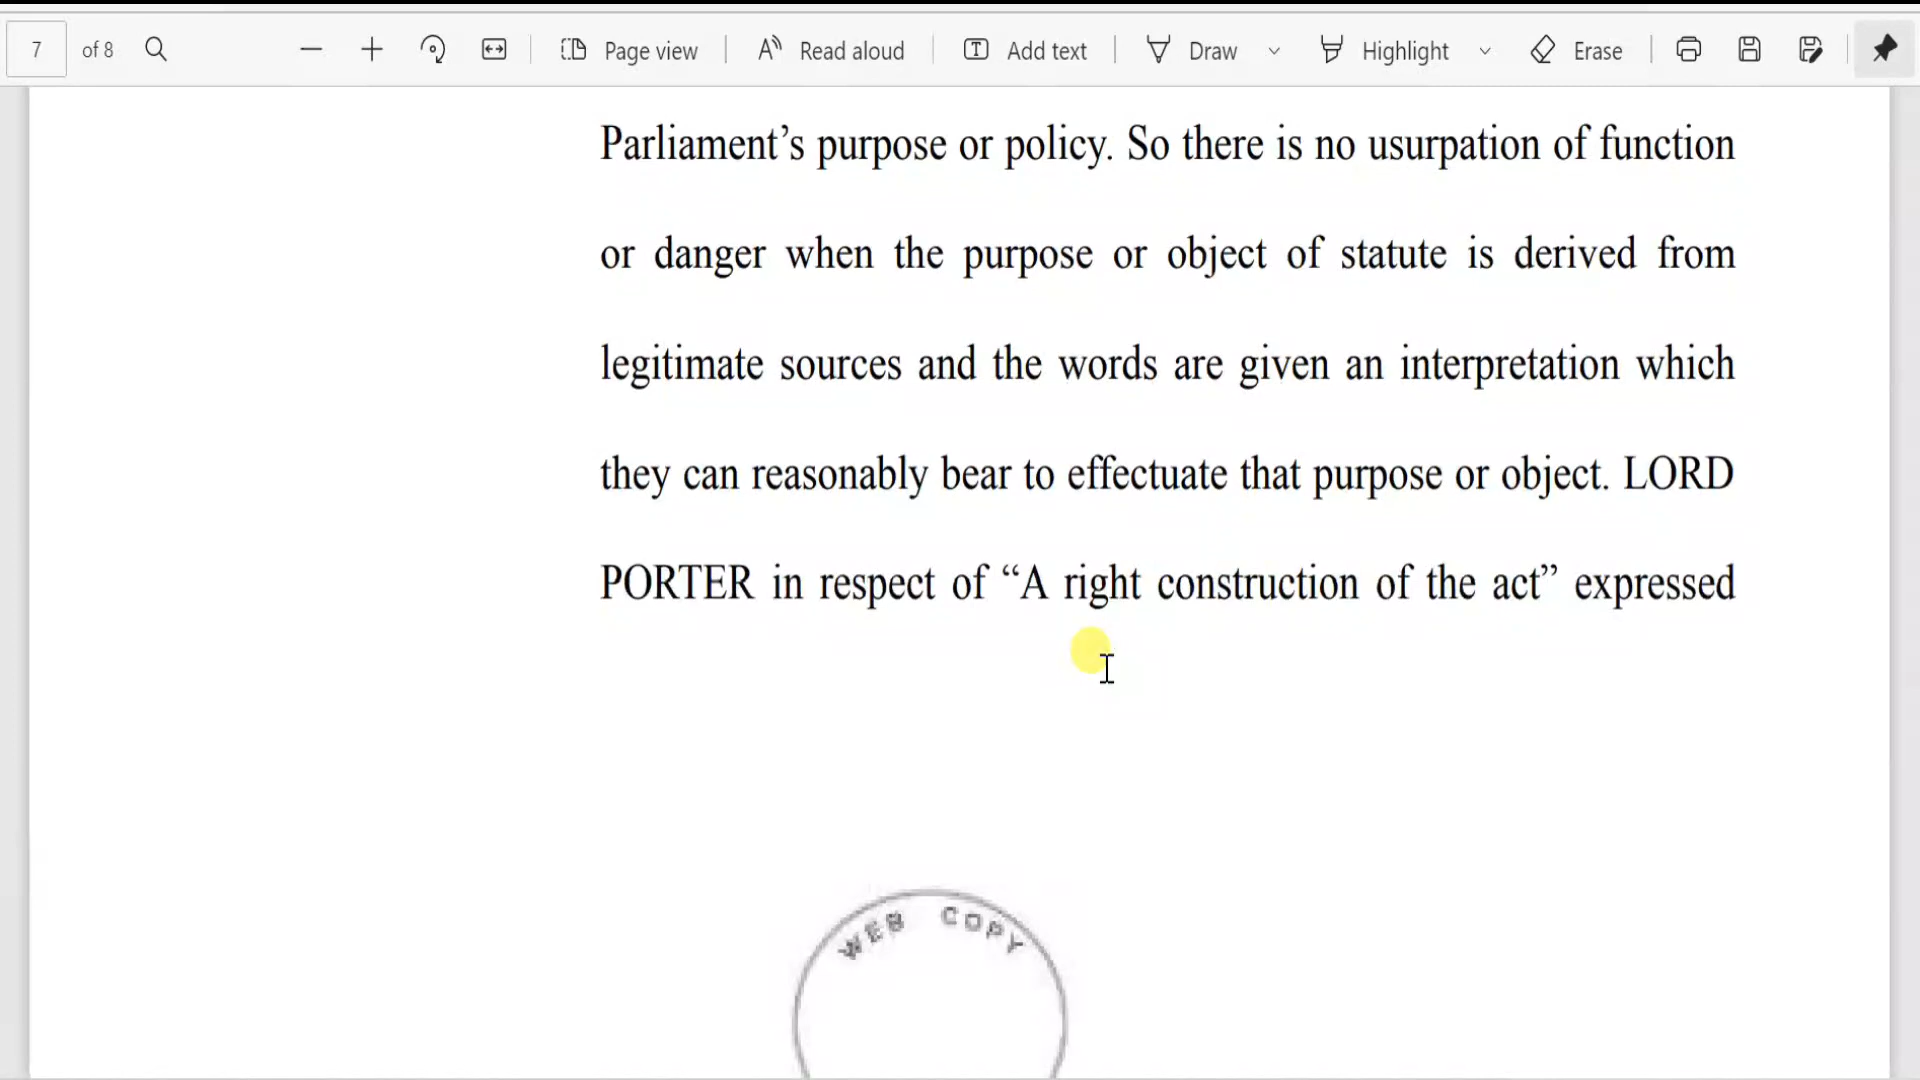 7 of 8 Page view Read aloud Add text Draw Highlight Erase
Parliament’s purpose or policy. So there is no usurpation of function
or danger when the purpose or object of statute is derived from
legitimate sources and the words are given an interpretation which
they can reasonably bear to effectuate that purpose or object. LORD
PORTER in respect of “A right construction of the act” expressed
WEB COPY